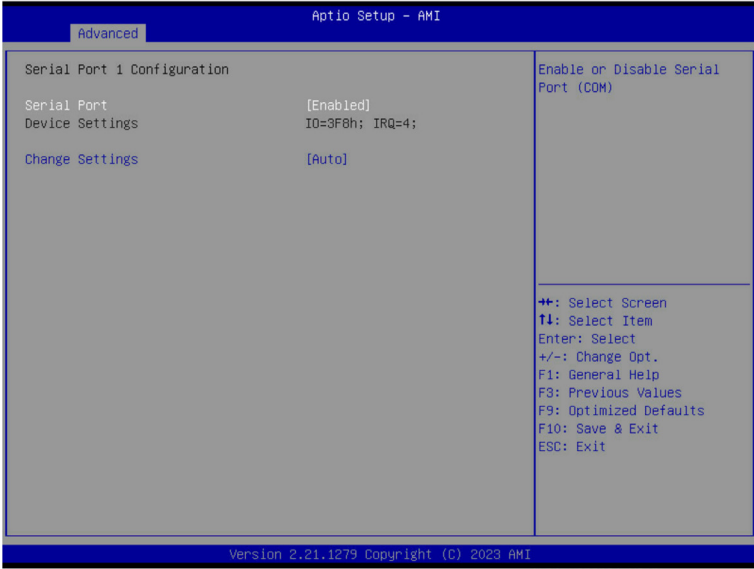 Aptio Setup – AMI
Advanced
Serial Port 1 Configuration
Serial Port [Enabled]
Device Settings IO=3F8h; IRQ=4;
Change Settings [Auto]
Enable or Disable Serial
Port (COM)
→←: Select Screen
↑↓: Select Item
Enter: Select
+/-: Change Opt.
F1: General Help
F3: Previous Values
F9: Optimized Defaults
F10: Save & Exit
ESC: Exit
Version 2.21.1279 Copyright (C) 2023 AMI